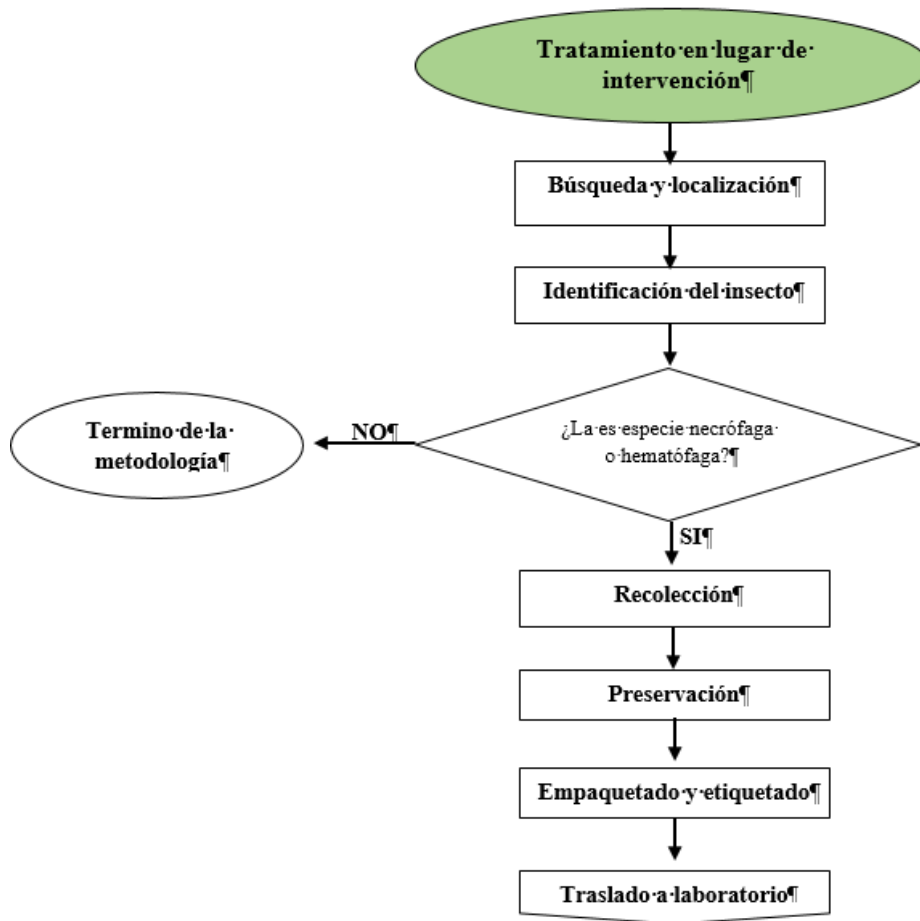 Tratamiento·en·lugar·de·
intervención¶
Búsqueda·y·localización¶
Identificación·del·insecto¶
¿La·es·especie·necrófaga·
o·hematófaga?¶
NO¶
Termino·de·la·
metodología¶
SI¶
Recolección¶
Preservación¶
Empaquetado·y·etiquetado¶
Traslado·a·laboratorio¶